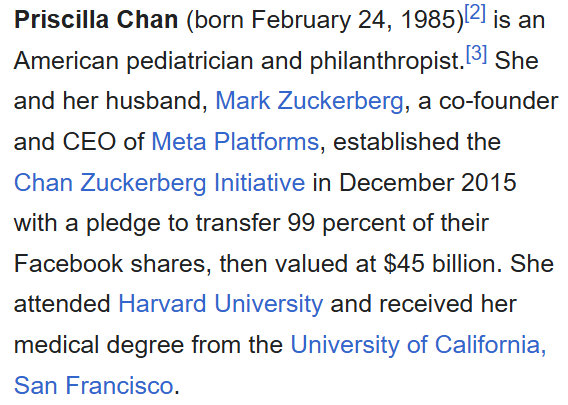 Priscilla Chan (born February 24, 1985)[2] is an
American pediatrician and philanthropist.[3] She
and her husband, Mark Zuckerberg, a co-founder
and CEO of Meta Platforms, established the
Chan Zuckerberg Initiative in December 2015
with a pledge to transfer 99 percent of their
Facebook shares, then valued at $45 billion. She
attended Harvard University and received her
medical degree from the University of California,
San Francisco.